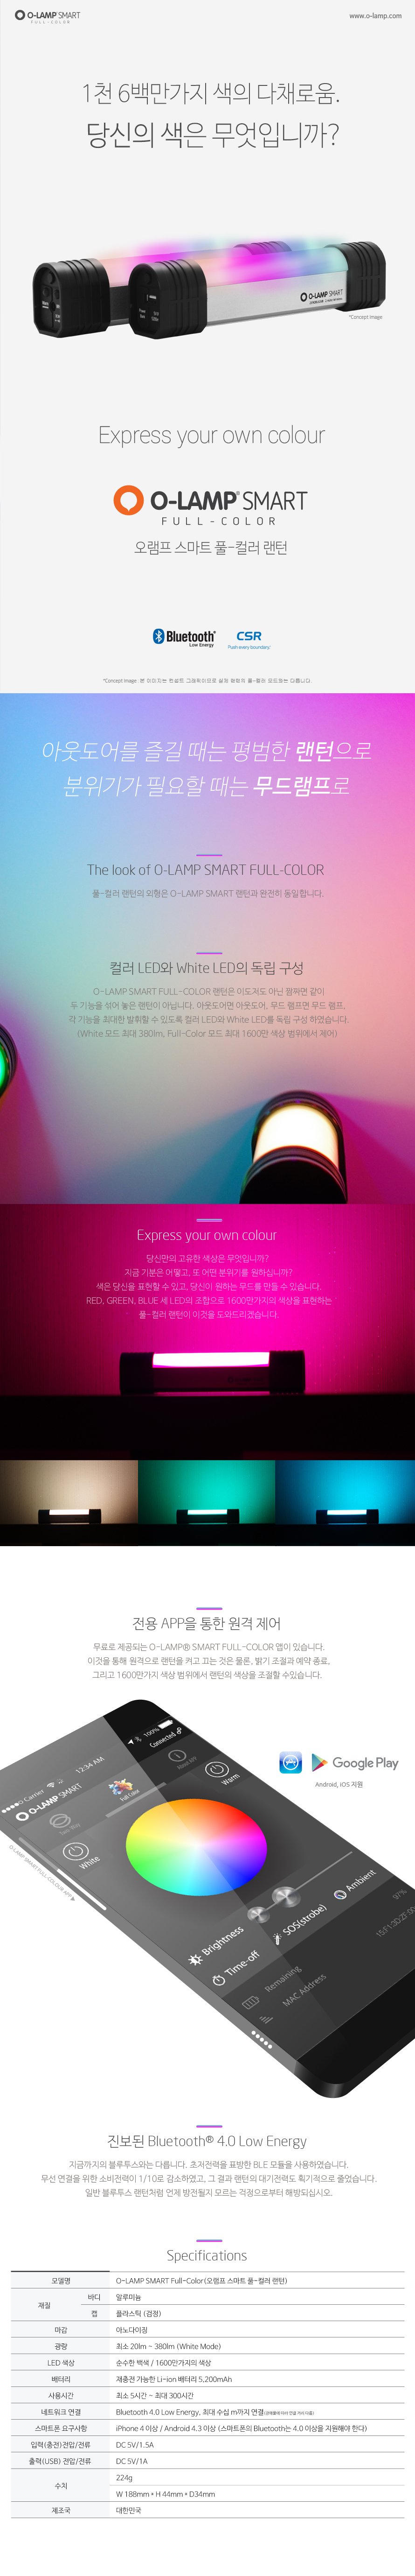 O-LAMP SMART
FULL-COLOR
www.o-lamp.com
1천 6백만가지 색의 다채로움.
당신의 색은 무엇입니까?
O-LAMP SMART
*Concept Image
Express your own colour
O-LAMP® SMART
FULL-COLOR
오램프 스마트 풀-컬러 랜턴
Bluetooth®
Low Energy
CSR
Push every boundary
*Concept Image
아웃도어를 즐길 때는 평범한 랜턴으로
분위기가 필요할 때는 무드램프로
The look of O-LAMP SMART FULL-COLOR
풀-컬러 랜턴의 외형은 O-LAMP SMART 랜턴과 완전히 동일합니다.
컬러 LED와 White LED의 독립 구성
O-LAMP SMART FULL-COLOR 랜턴은 이도저도 아닌 짬짜면 같이
두 기능을 섞어 놓은 랜턴이 아닙니다. 아웃도어면 아웃도어, 무드 램프면 무드 램프,
각 기능을 최대한 발휘할 수 있도록 컬러 LED와 White LED를 독립 구성 하였습니다.
(White 모드 최대 380lm, Full-Color 모드 최대 1600만 색상 범위에서 제어)
Express your own colour
당신만의 고유한 색상은 무엇입니까?
지금 기분은 어떻고, 또 어떤 분위기를 원하십니까?
색은 당신을 표현할 수 있고, 당신이 원하는 무드를 만들 수 있습니다.
RED, GREEN, BLUE 세 LED의 조합으로 1600만가지의 색상을 표현하는
풀-컬러 랜턴이 이것을 도와드리겠습니다.
전용 APP을 통한 원격 제어
무료로 제공되는 O-LAMP® SMART FULL-COLOR 앱이 있습니다.
이것을 통해 원격으로 랜턴을 켜고 끄는 것은 물론, 밝기 조절과 예약 종료,
그리고 1600만가지 색상 범위에서 랜턴의 색상을 조절할 수있습니다.
Carrier
12:34 AM
100%
O-LAMP SMART
Connected
Full Color
Warm
White
Google Play
Android, iOS 지원
O-LAMP SMART FULL-COLOUR APP▶
Brightness
SOS(strobe)
Ambient
Time-off
Remaining
97%
MAC Address
진보된 Bluetooth® 4.0 Low Energy
지금까지의 블루투스와는 다릅니다. 초저전력을 표방한 BLE 모듈을 사용하였습니다.
무선 연결을 위한 소비전력이 1/10로 감소하였고, 그 결과 랜턴의 대기전력도 획기적으로 줄었습니다.
일반 블루투스 랜턴처럼 언제 방전될지 모르는 걱정으로부터 해방되십시오.
Specifications
모델명 O-LAMP SMART Full-Color(오램프 스마트 풀-컬러 랜턴)
재질 바디 알루미늄
캡 플라스틱 (검정)
마감 아노다이징
광량 최소 20lm ~ 380lm (White Mode)
LED 색상 순수한 백색 / 1600만가지의 색상
배터리 재충전 가능한 Li-ion 배터리 5,200mAh
사용시간 최소 5시간 ~ 최대 300시간
네트워크 연결 Bluetooth 4.0 Low Energy, 최대 수십 m까지 연결
스마트폰 요구사항 iPhone 4 이상 / Android 4.3 이상 (스마트폰의 Bluetooth는 4.0 이상을 지원해야 한다)
입력(충전)전압/전류 DC 5V/1.5A
출력(USB) 전압/전류 DC 5V/1A
수치 224g
W 188mm * H 44mm * D34mm
제조국 대한민국